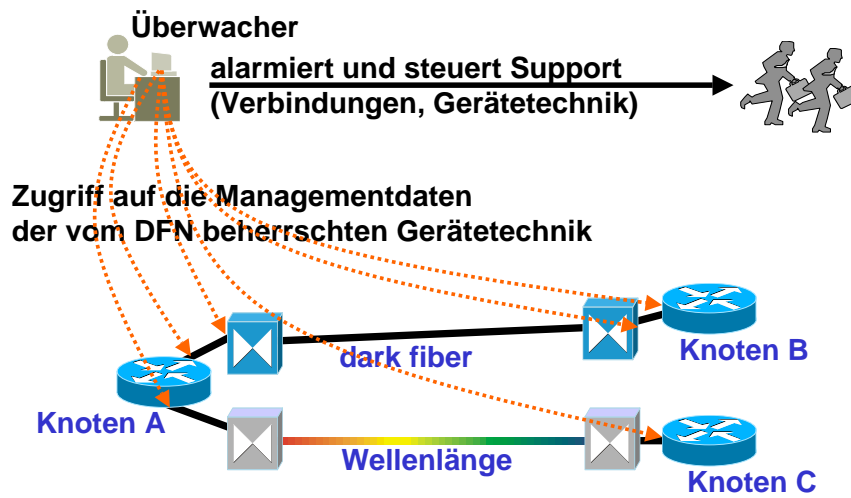 Überwacher
alarmiert und steuert Support
(Verbindungen, Gerätetechnik)
Zugriff auf die Managementdaten
der vom DFN beherrschten Gerätetechnik
dark fiber
Knoten B
Knoten A
Wellenlänge
Knoten C